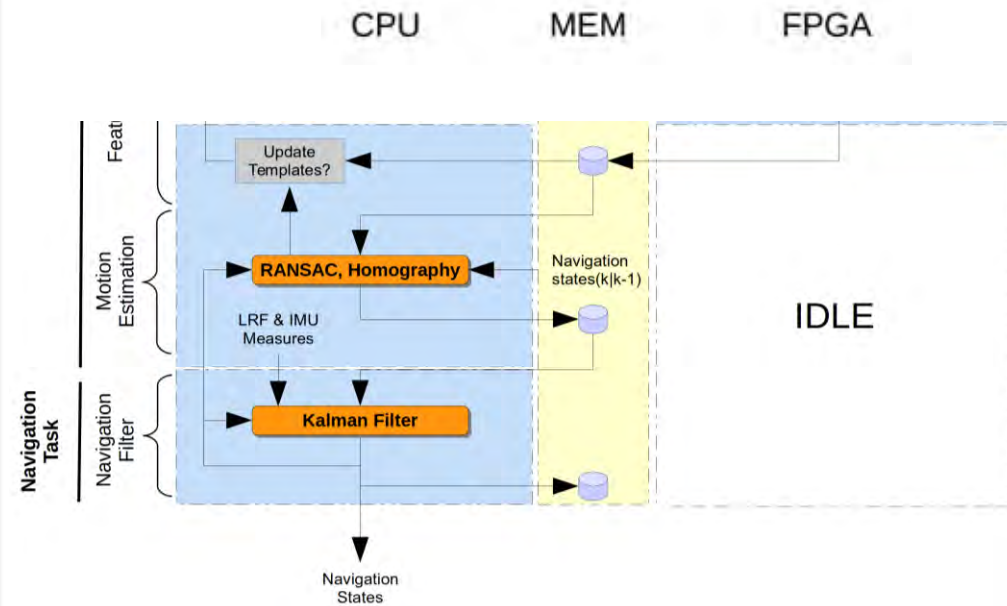 CPU
MEM
FPGA
Update
Templates?
Motion
Estimation
RANSAC, Homography
Navigation
states(k|k-1)
LRF & IMU
Measures
IDLE
Navigation
Task
Navigation
Filter
Kalman Filter
Navigation
States